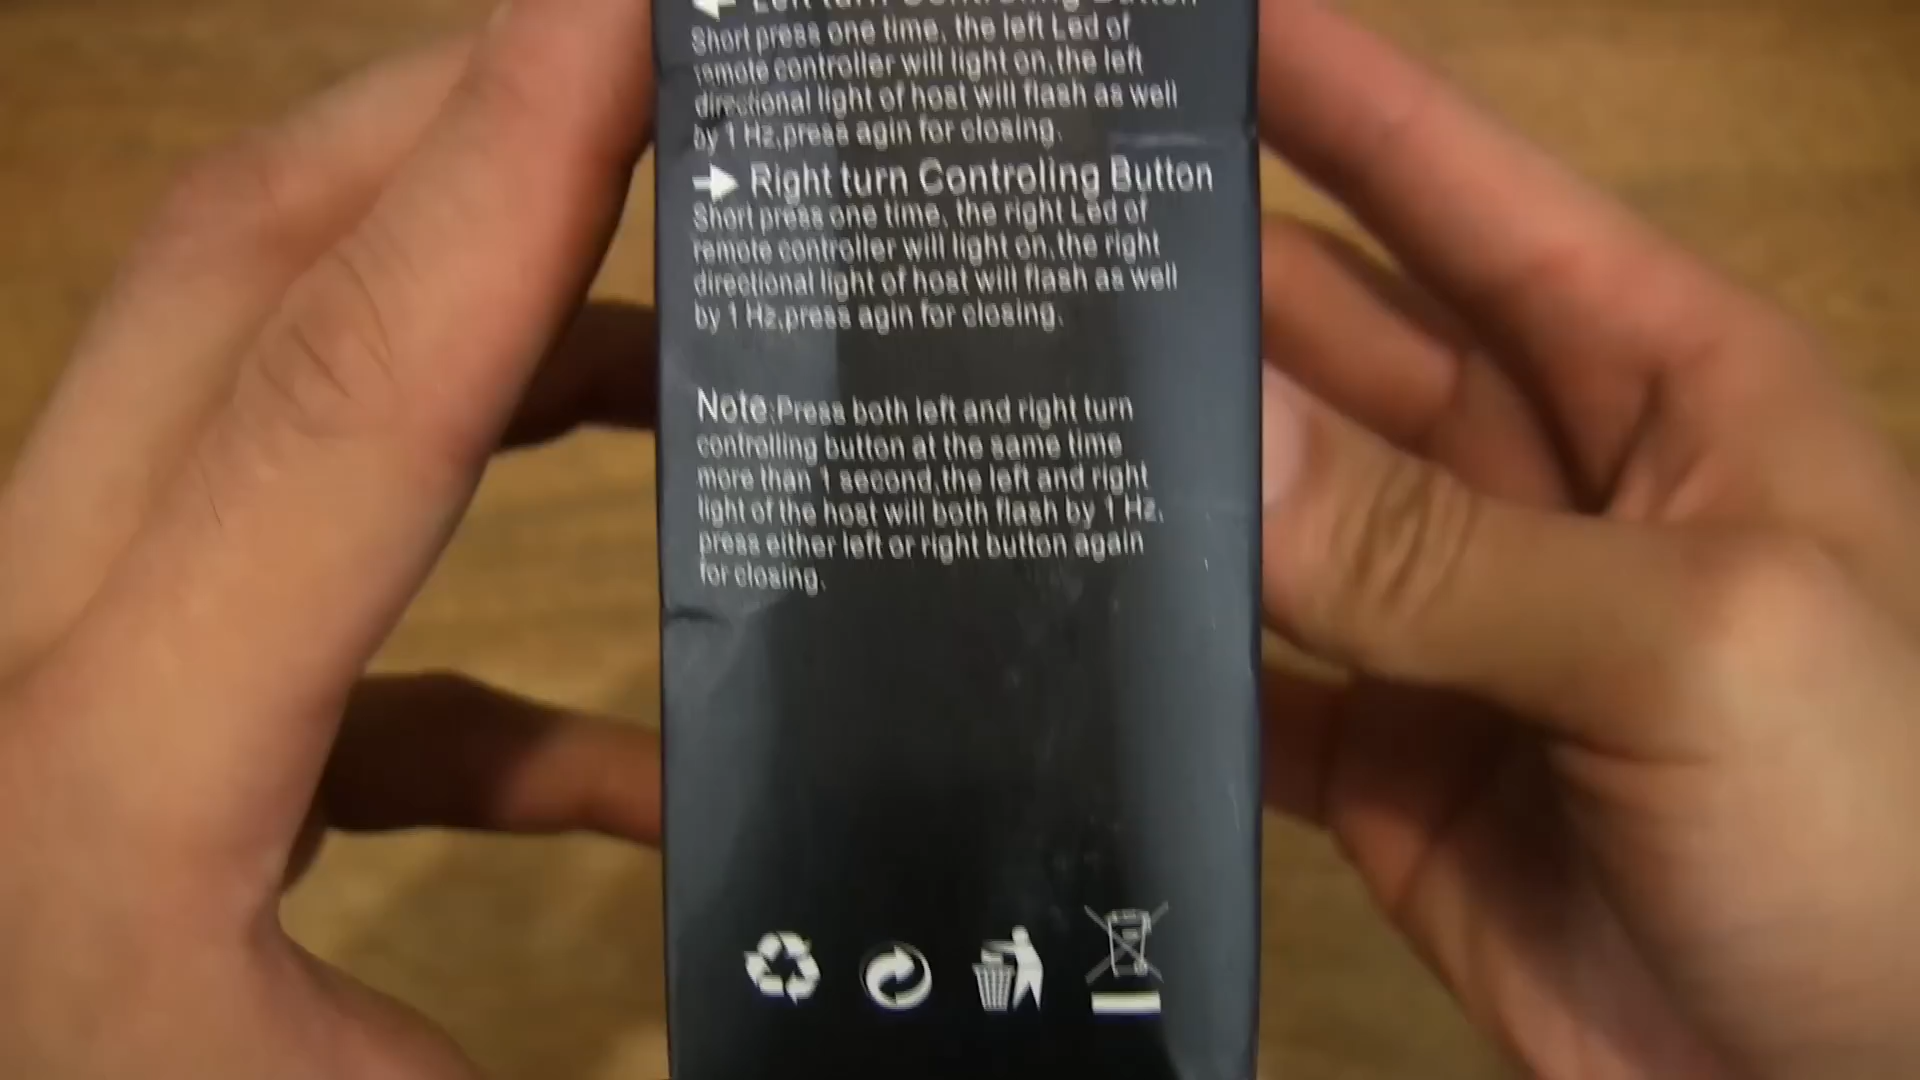 Left turn Controling Button
Short press one time, the left Led of
remote controller will light on,the left
directional light of host will flash as well
by 1 Hz,press agin for closing.
Right turn Controling Button
Short press one time, the right Led of
remote controller will light on,the right
directional light of host will flash as well
by 1 Hz,press agin for closing.
Note:Press both left and right turn
controlling button at the same time
more than 1 second,the left and right
light of the host will both flash by 1 Hz,
press either left or right button again
for closing.